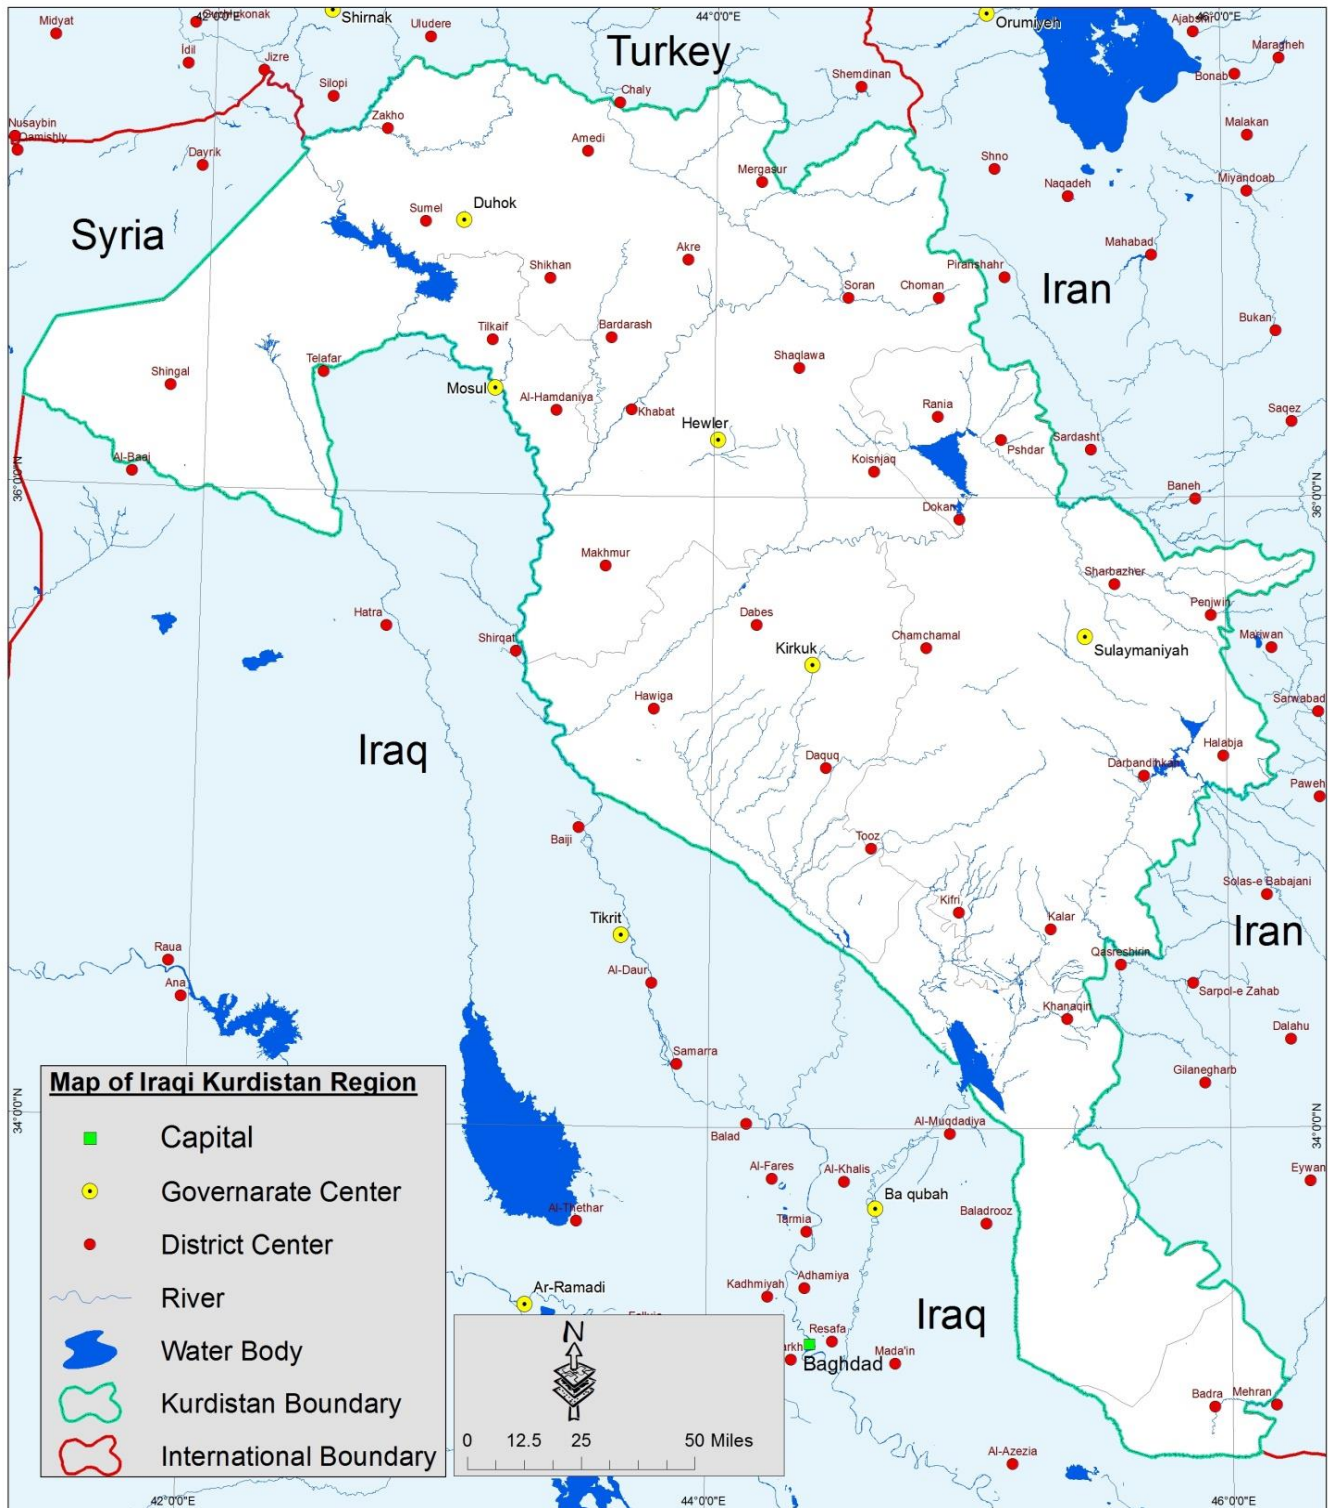 42°0'0"E
44°0'0"E
46°0'0"E
Midyat
Shirnak
Uludere
Orumiyeh
Ajabshir
Turkey
Maragheh
İdil
Jizre
Silopi
Shemdinan
Bonab
Chaly
Nusaybin
Qamishly
Zakho
Malakan
Dayrik
Amedi
Mergasur
Shno
Naqadeh
Miyandoab
Syria
Sumel
Duhok
Mahabad
Akre
Shikhan
Piranshahr
Soran
Choman
Iran
Bukan
Tilkaif
Bardarash
Shaqlawa
Telafar
Shingal
Mosul
Al-Hamdaniya
Khabat
Rania
Saqez
Hewler
Pshdar
Sardasht
Al-Baaj
Koisnjaq
36°0'0"N
36°0'0"N
Baneh
Dokan
Makhmur
Sharbazher
Hatra
Dabes
Penjwin
Shirqat
Chamchamal
Mariwan
Kirkuk
Sulaymaniyah
Hawiga
Sarwabad
Iraq
Daquq
Halabja
Darbandihkan
Paweh
Baiji
Tooz
Solas-e Babajani
Tikrit
Kifri
Kalar
Iran
Raua
Qasreshirin
Ana
Al-Daur
Sarpol-e Zahab
Khanaqin
Dalahu
Samarra
Gilanegharb
34°0'0"N
34°0'0"N
Balad
Al-Muqdadiya
Al-Fares
Al-Khalis
Eywan
Ba qubah
Al-Thethar
Tarmia
Baladrooz
Adhamiya
Kadhmiyah
Ar-Ramadi
Iraq
Resafa
Baghdad
Mada'in
Badra
Mehran
Al-Azezia
Map of Iraqi Kurdistan Region
Capital
Governarate Center
District Center
River
Water Body
Kurdistan Boundary
International Boundary
N
0 12.5 25 50 Miles
42°0'0"E
44°0'0"E
46°0'0"E